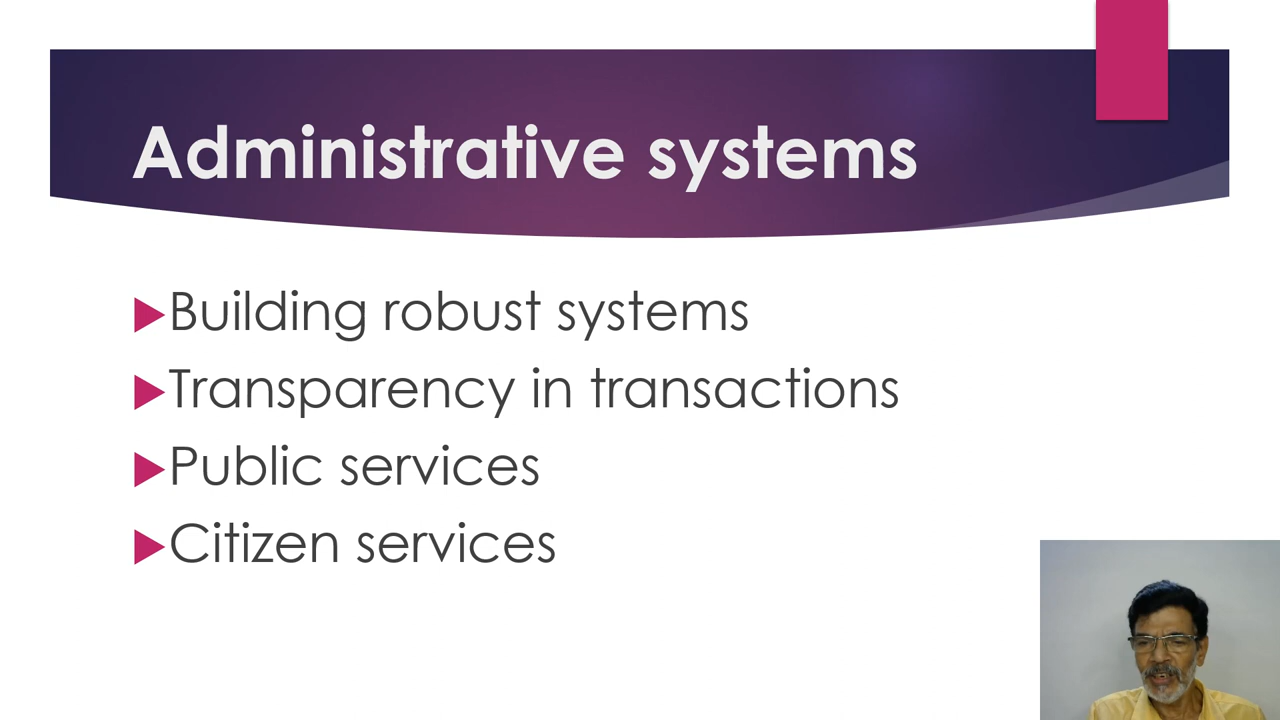 Administrative systems
Building robust systems
Transparency in transactions
Public services
Citizen services